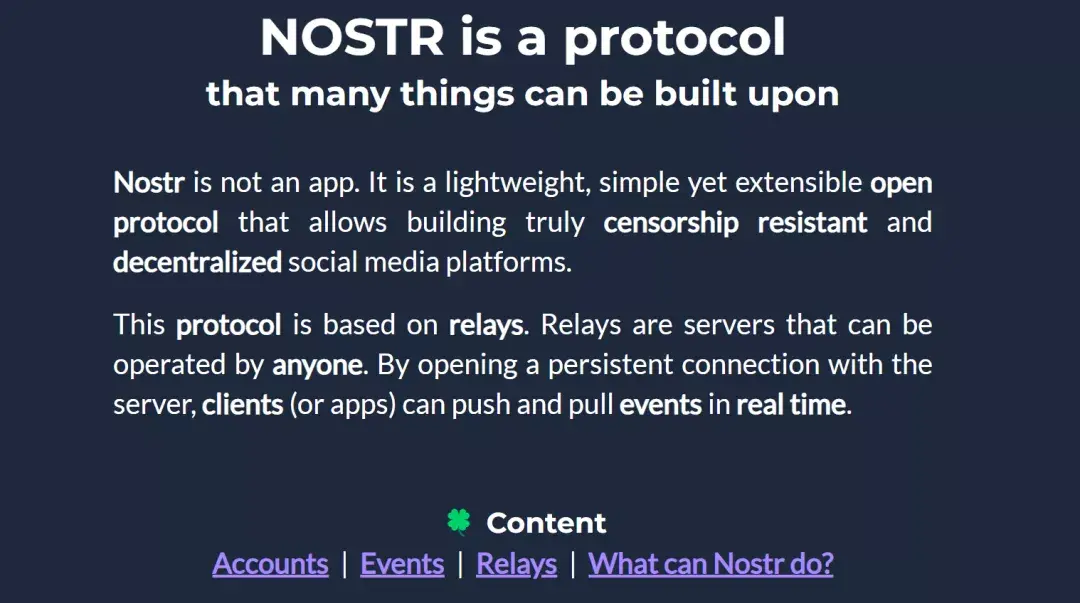 NOSTR is a protocol
that many things can be built upon
Nostr is not an app. It is a lightweight, simple yet extensible open
protocol that allows building truly censorship resistant and
decentralized social media platforms.
This protocol is based on relays. Relays are servers that can be
operated by anyone. By opening a persistent connection with the
server, clients (or apps) can push and pull events in real time.
Content
Accounts | Events | Relays | What can Nostr do?